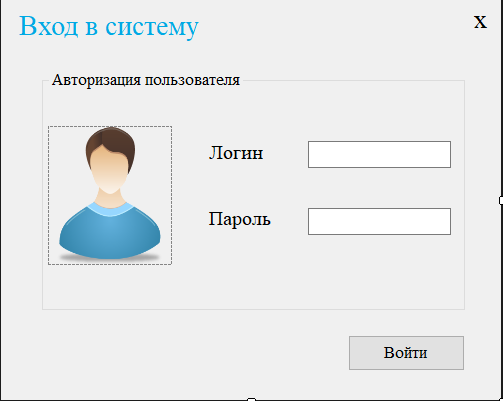 Вход в систему
x
Авторизация пользователя
Логин
Пароль
Войти